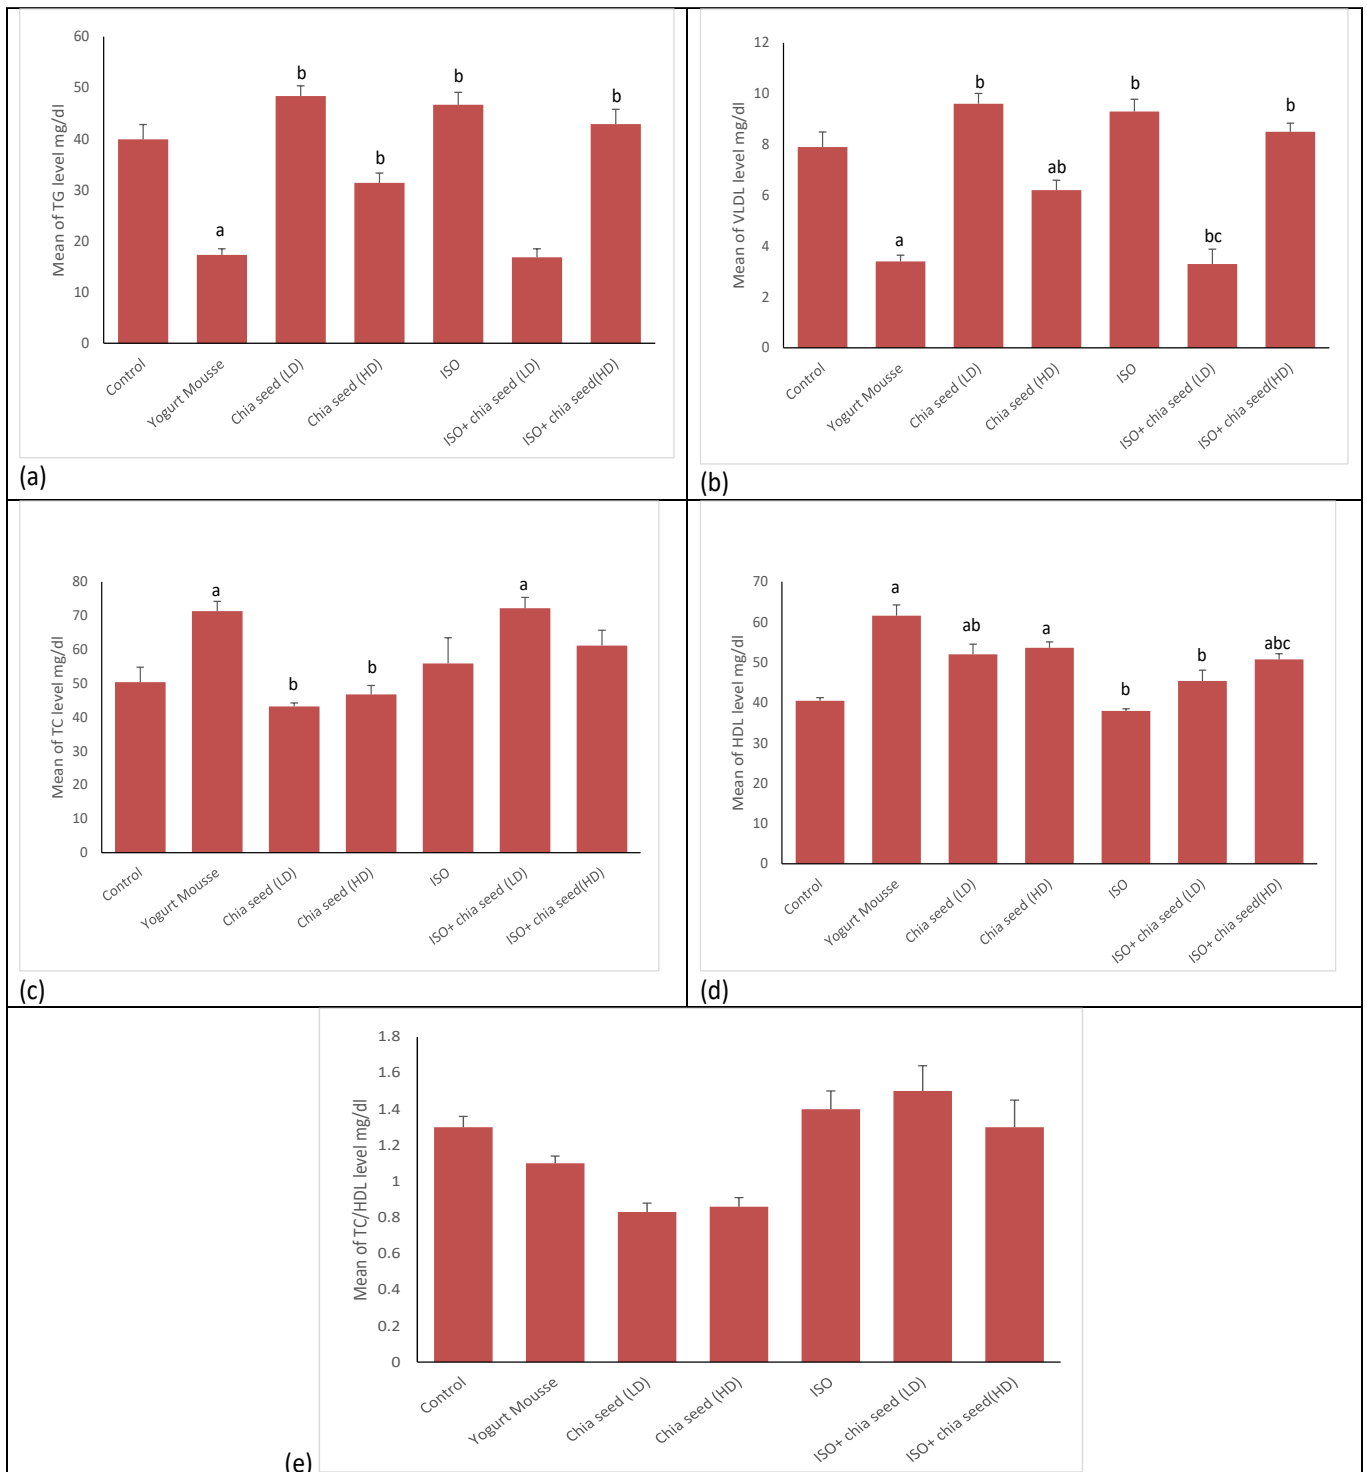 Mean of TG level mg/dl
60
50
40
30
20
10
0
b
b
b
b
a
Control
Yogurt Mousse
Chia seed (LD)
Chia seed (HD)
ISO
ISO+ chia seed (LD)
ISO+ chia seed(HD)
(a)
Mean of VLDL level mg/dl
12
10
8
6
4
2
0
a
b
ab
b
bc
b
Control
Yogurt Mousse
Chia seed (LD)
Chia seed (HD)
ISO
ISO+ chia seed (LD)
ISO+ chia seed(HD)
(b)
Mean of TC level mg/dl
80
70
60
50
40
30
20
10
0
a
b
b
a
Control
Yogurt Mousse
Chia seed (LD)
Chia seed (HD)
ISO
ISO+ chia seed (LD)
ISO+ chia seed(HD)
(c)
Mean of HDL level mg/dl
70
60
50
40
30
20
10
0
a
ab
a
b
b
abc
Control
Yogurt Mousse
Chia seed (LD)
Chia seed (HD)
ISO
ISO+ chia seed (LD)
ISO+ chia seed(HD)
(d)
Mean of TC/HDL level mg/dl
1.8
1.6
1.4
1.2
1
0.8
0.6
0.4
0.2
0
Control
Yogurt Mousse
Chia seed (LD)
Chia seed (HD)
ISO
ISO+ chia seed (LD)
ISO+ chia seed(HD)
(e)